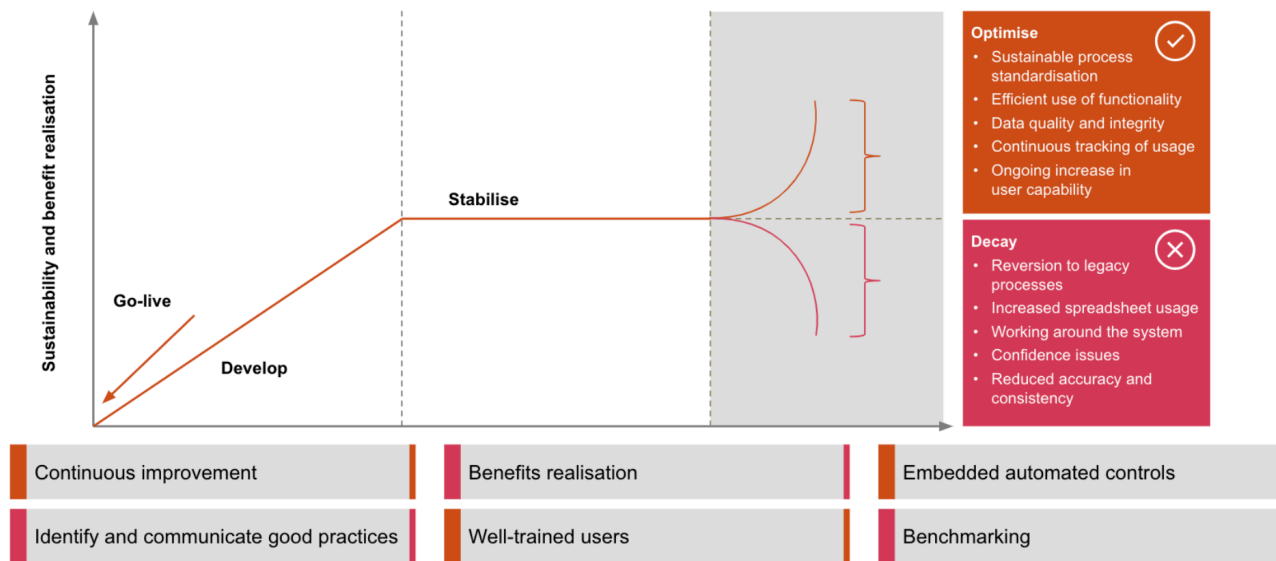 Sustainability and benefit realisation
Go-live
Develop
Stabilise
Optimise
• Sustainable process
standardisation
• Efficient use of functionality
• Data quality and integrity
• Continuous tracking of usage
• Ongoing increase in
user capability
Decay
• Reversion to legacy
processes
• Increased spreadsheet usage
• Working around the system
• Confidence issues
• Reduced accuracy and
consistency
Continuous improvement
Benefits realisation
Embedded automated controls
Identify and communicate good practices
Well-trained users
Benchmarking